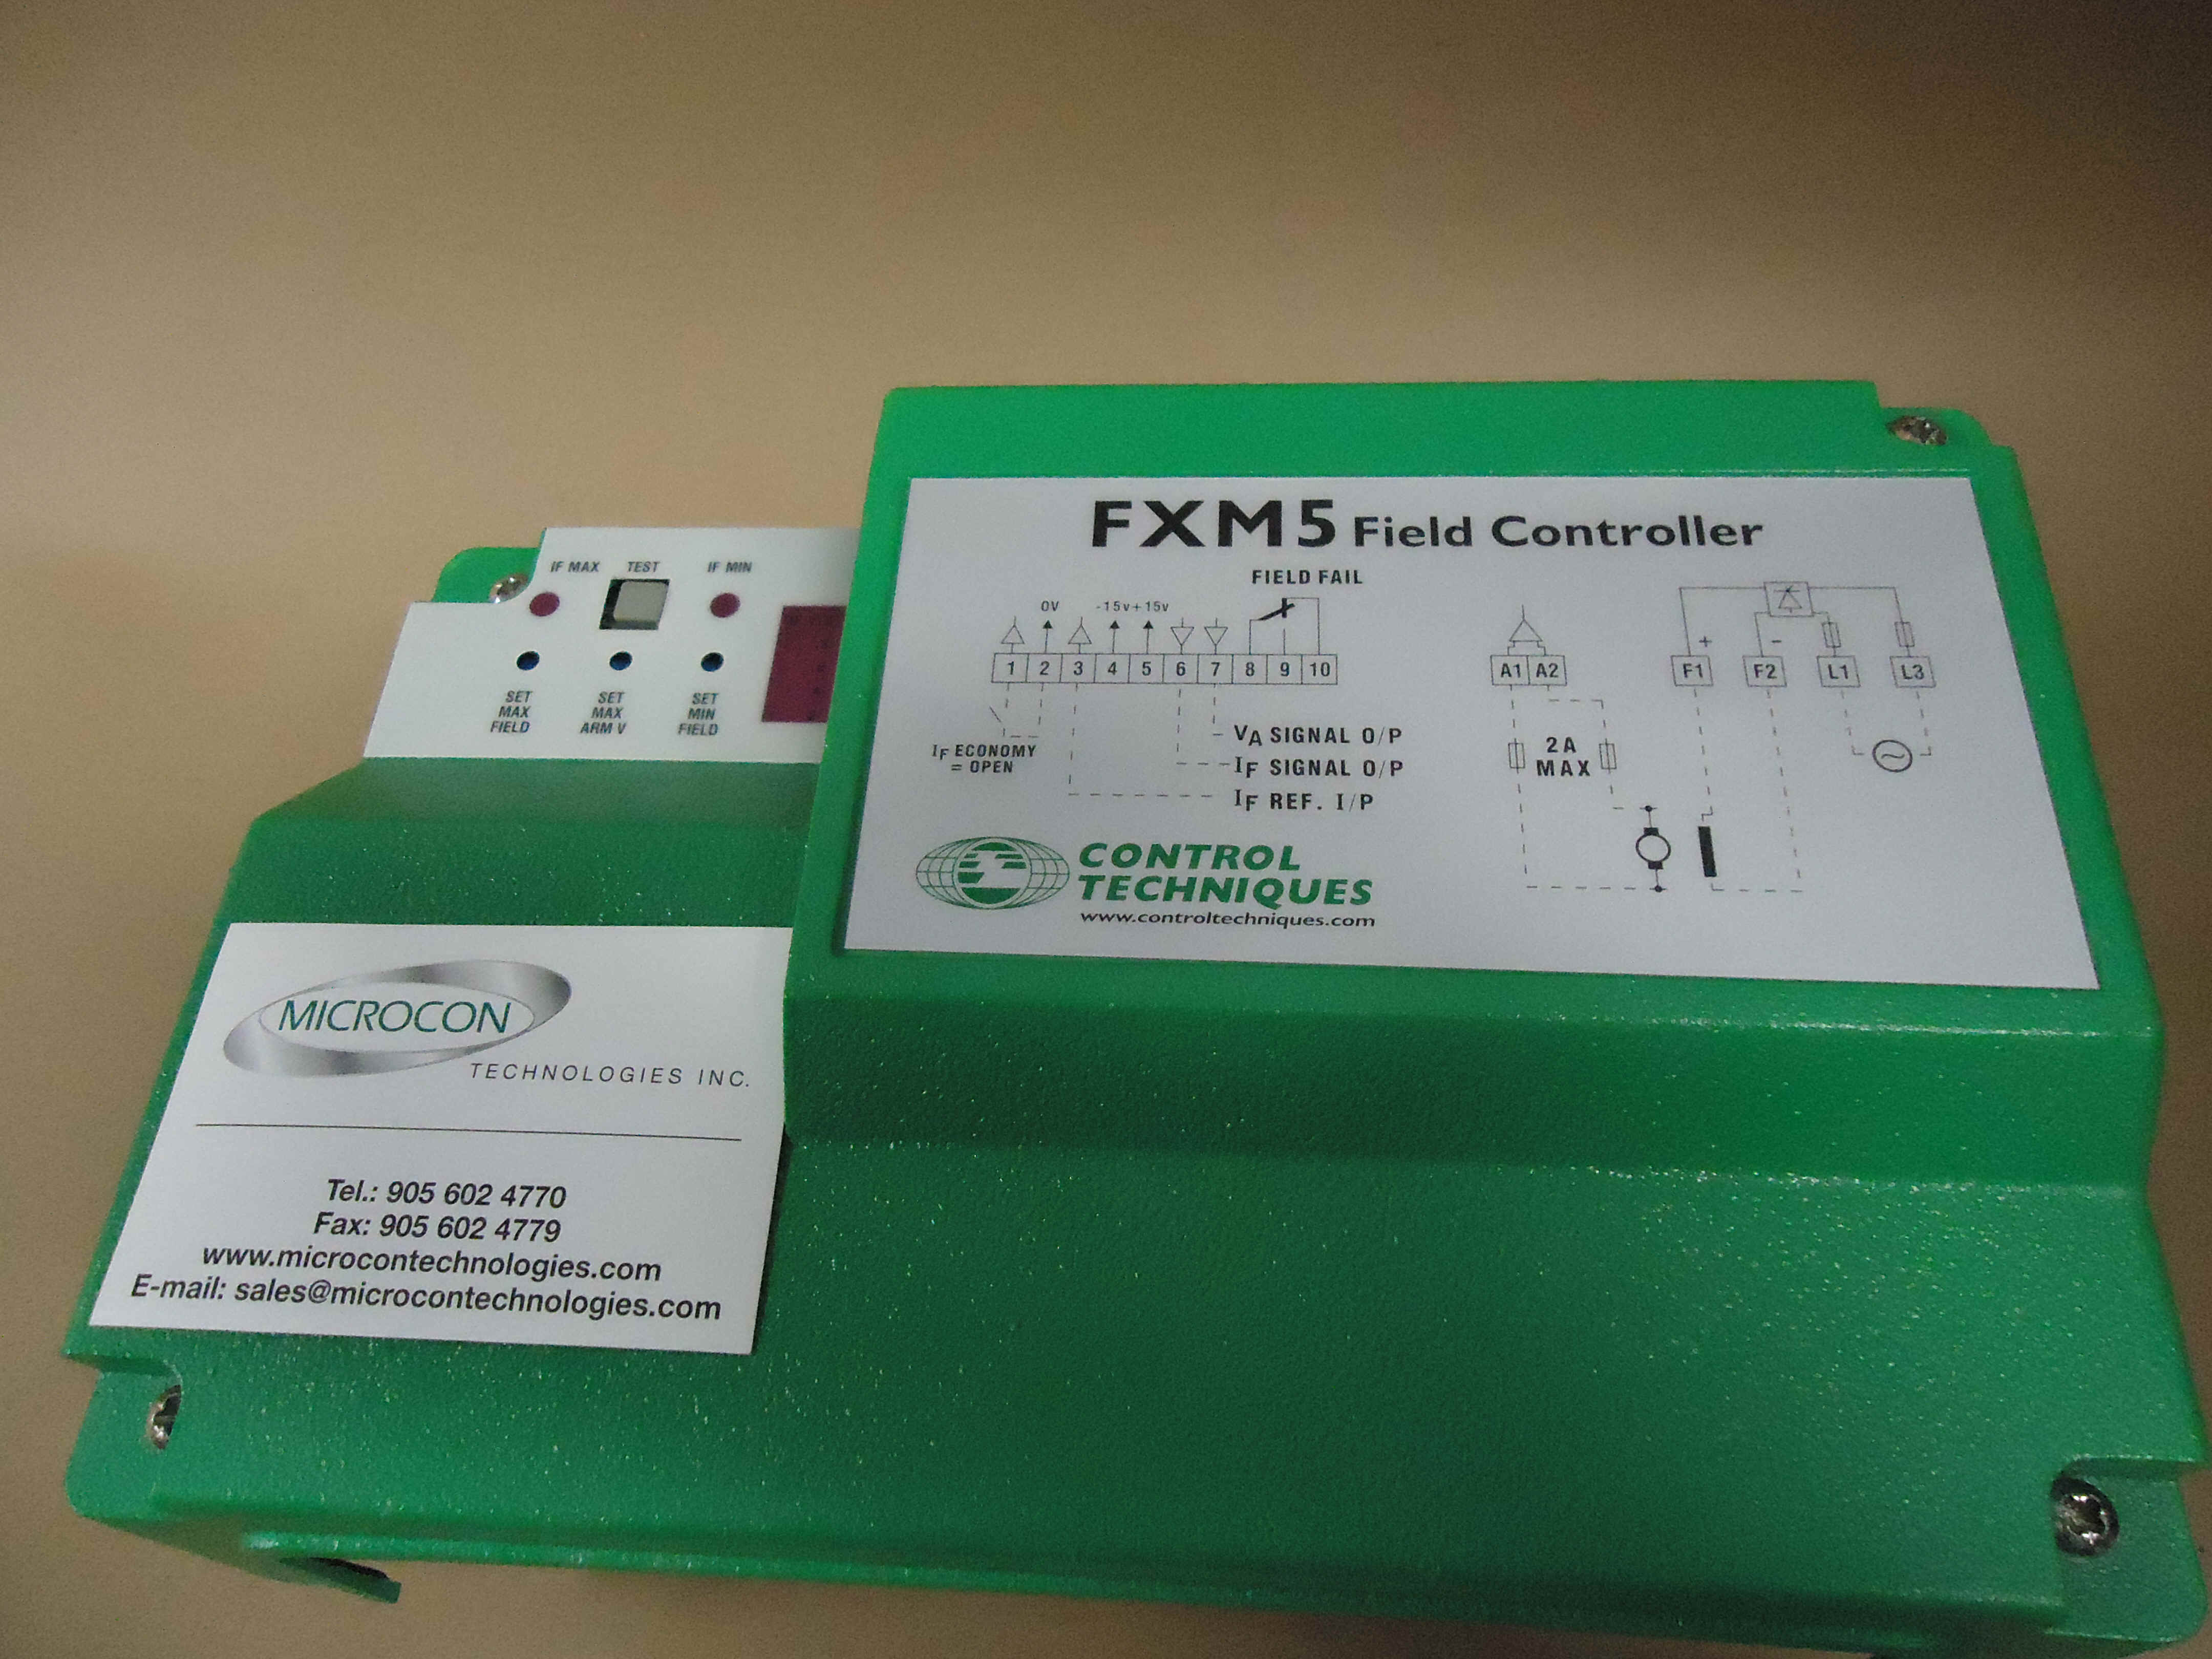 FXM5 Field Controller
FIELD FAIL
0V -15v+15v
1 2 3 4 5 6 7 8 9 10
IF ECONOMY
= OPEN
VA SIGNAL O/P
IF SIGNAL O/P
IF REF. I/P
A1 A2
2A
MAX
F1 F2 L1 L3
+ -
CONTROL
TECHNIQUES
www.controltechniques.com
IF MAX TEST IF MIN
SET
MAX
FIELD
SET
MAX
ARM V
SET
MIN
FIELD
MICROCON
TECHNOLOGIES INC.
Tel.: 905 602 4770
Fax: 905 602 4779
www.microcontechnologies.com
E-mail: sales@microcontechnologies.com